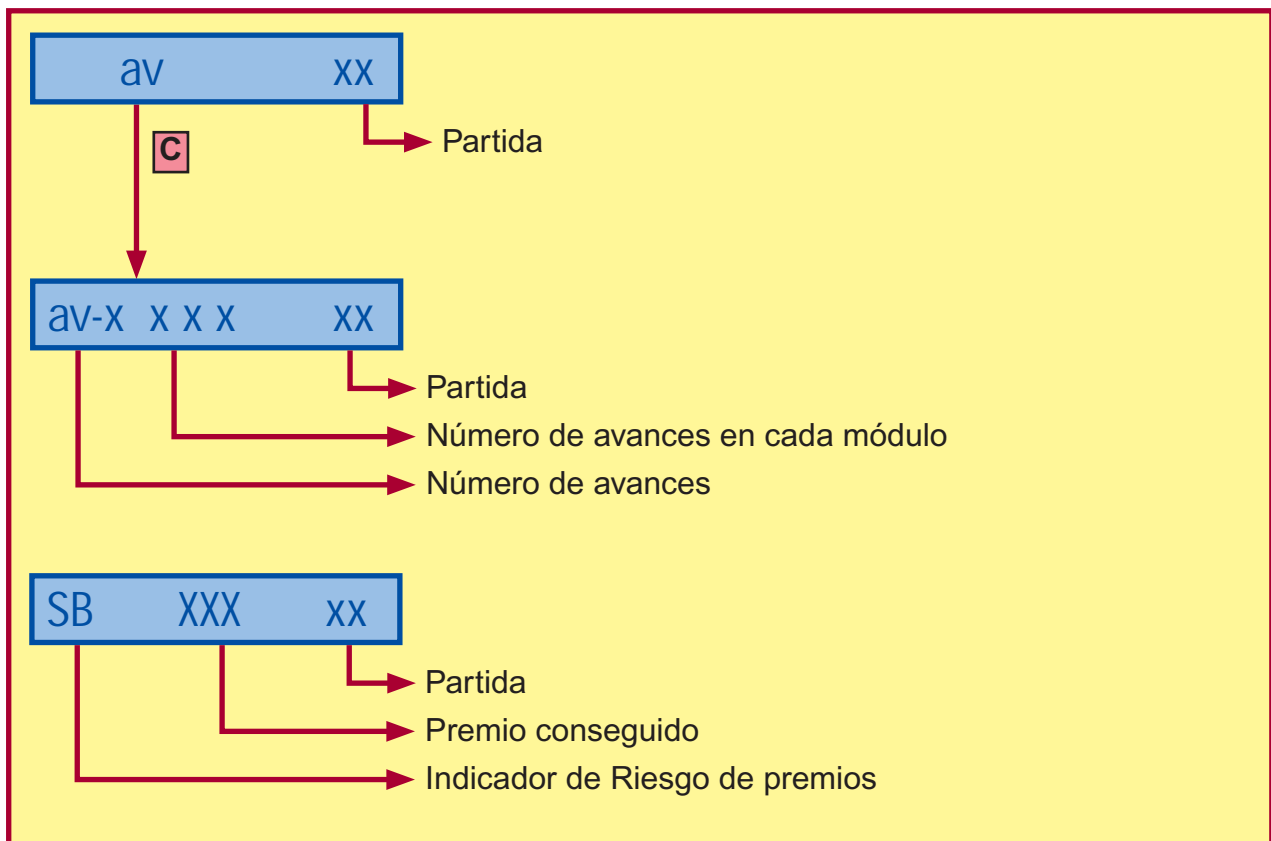 av xx
Partida
C
av-x x x x xx
Partida
Número de avances en cada módulo
Número de avances
SB XXX xx
Partida
Premio conseguido
Indicador de Riesgo de premios